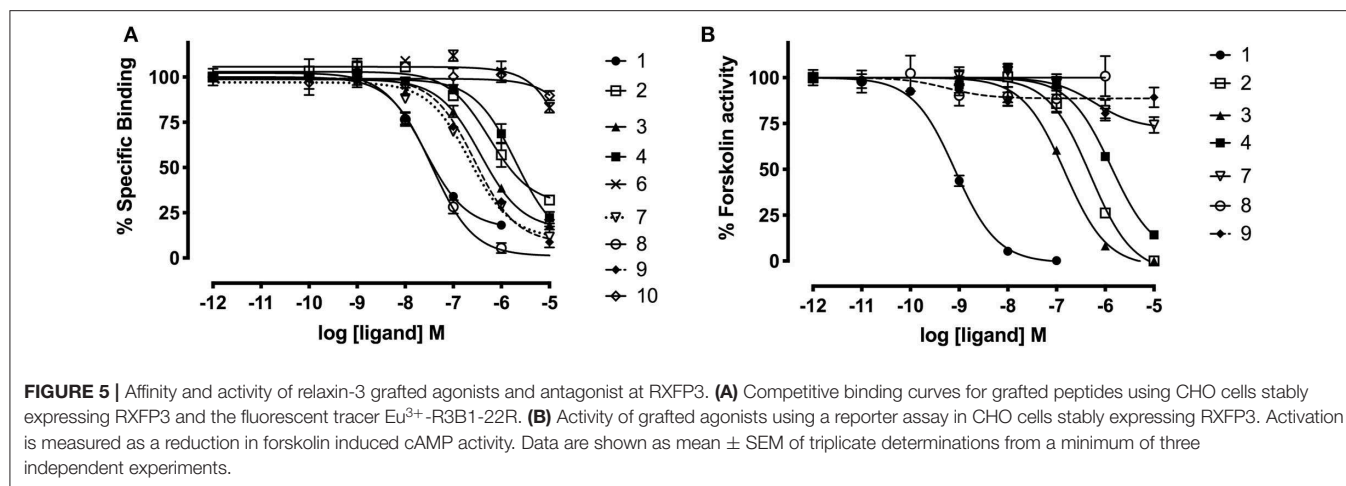 A
% Specific Binding
100
75
50
25
0
-12 -11 -10 -9 -8 -7 -6 -5
log [ligand] M
1
2
3
4
6
7
8
9
10
B
% Forskolin activity
100
75
50
25
0
-12 -11 -10 -9 -8 -7 -6 -5
log [ligand] M
1
2
3
4
7
8
9
FIGURE 5 | Affinity and activity of relaxin-3 grafted agonists and antagonist at RXFP3. (A) Competitive binding curves for grafted peptides using CHO cells stably
expressing RXFP3 and the fluorescent tracer Eu³⁺-R3B1-22R. (B) Activity of grafted agonists using a reporter assay in CHO cells stably expressing RXFP3. Activation
is measured as a reduction in forskolin induced cAMP activity. Data are shown as mean ± SEM of triplicate determinations from a minimum of three
independent experiments.